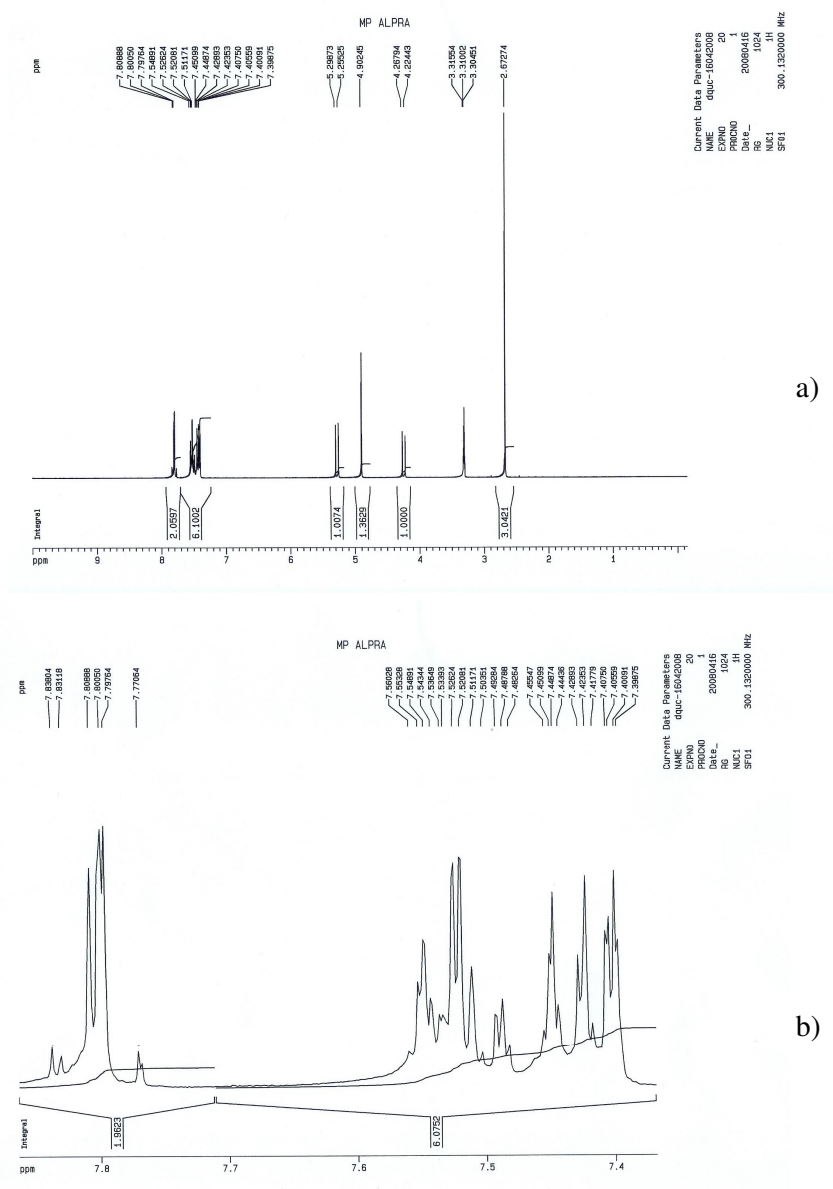 MP ALPRA
ppm
7.80888
7.80050
7.79764
7.54891
7.52624
7.52081
7.51171
7.45099
7.44874
7.42893
7.42353
7.40750
7.40559
7.40091
7.39875
5.29873
5.25525
4.90245
4.26794
4.22443
3.31554
3.31002
3.30451
2.67274
Current Data Parameters
NAME dquc-16042008
EXPNO 20
PROCNO 1
Date_ 20080416
RG 1024
NUC1 1H
SFO1 300.1320000 MHz
a)
Integral
2.0597
6.1002
1.0074
1.3629
1.0000
3.0421
ppm 9 8 7 6 5 4 3 2 1
MP ALPRA
ppm
7.83804
7.83118
7.80888
7.80050
7.79764
7.77064
7.56028
7.55328
7.54891
7.54344
7.53649
7.53393
7.52624
7.52081
7.51171
7.50351
7.49284
7.48788
7.48264
7.45547
7.45099
7.44874
7.44436
7.42893
7.42353
7.41779
7.40750
7.40559
7.40091
7.39875
Current Data Parameters
NAME dquc-16042008
EXPNO 20
PROCNO 1
Date_ 20080416
RG 1024
NUC1 1H
SFO1 300.1320000 MHz
b)
Integral
1.9623
6.0752
ppm 7.8 7.7 7.6 7.5 7.4